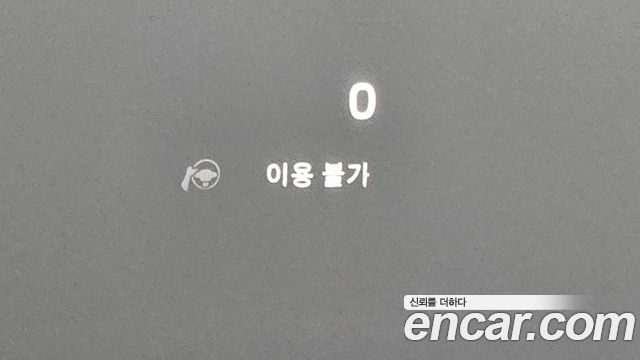 0
이용 불가
신뢰를 더하다
encar.com